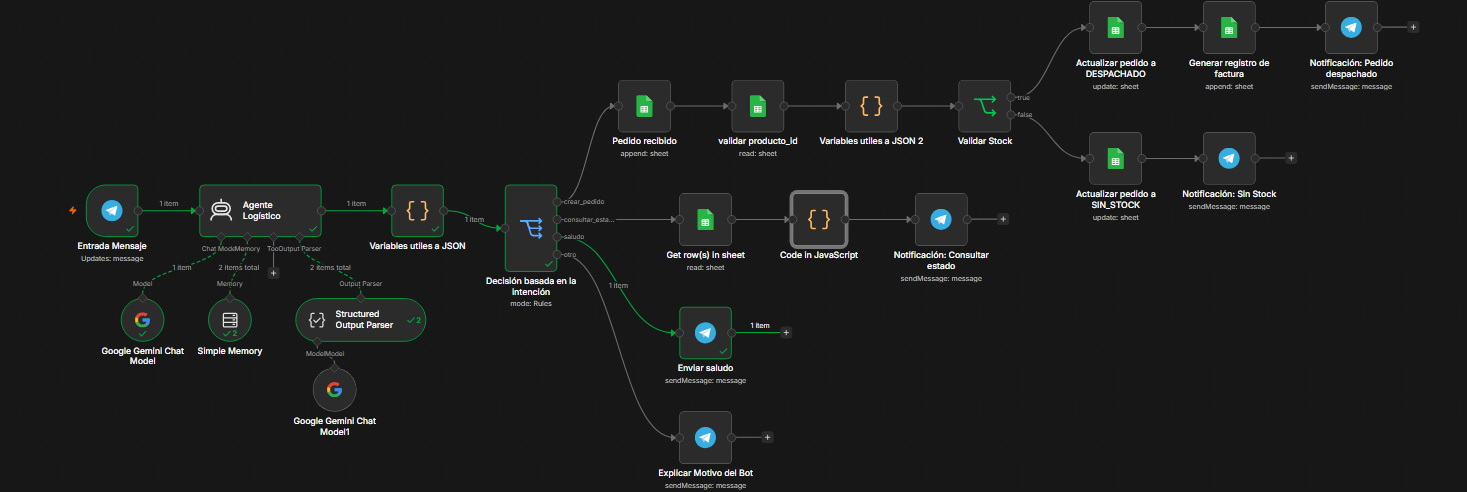 Actualizar pedido a
DESPACHADO
update: sheet
Generar registro de
factura
append: sheet
Notificación: Pedido
despachado
sendMessage: message
true
false
Pedido recibido
append: sheet
validar producto_id
read: sheet
Variables utiles a JSON 2
Validar Stock
Actualizar pedido a
SIN_STOCK
update: sheet
Notificación: Sin Stock
sendMessage: message
1 item
1 item
1 item
Entrada Mensaje
Updates: message
Agente
Logístico
Chat Model
Memory
Tool
Output Parser
Variables utiles a JSON
crear_pedido
consultar_esta...
saludo
otro
Decisión basada en la
intención
mode: Rules
Get row(s) in sheet
read: sheet
Code in JavaScript
Notificación: Consultar
estado
sendMessage: message
1 item
2 items total
2 items total
Model
Memory
Output Parser
Google Gemini Chat
Model
2
Simple Memory
Structured
Output Parser
2
Model
Model
Google Gemini Chat
Model1
1 item
1 item
Enviar saludo
sendMessage: message
Explicar Motivo del Bot
sendMessage: message